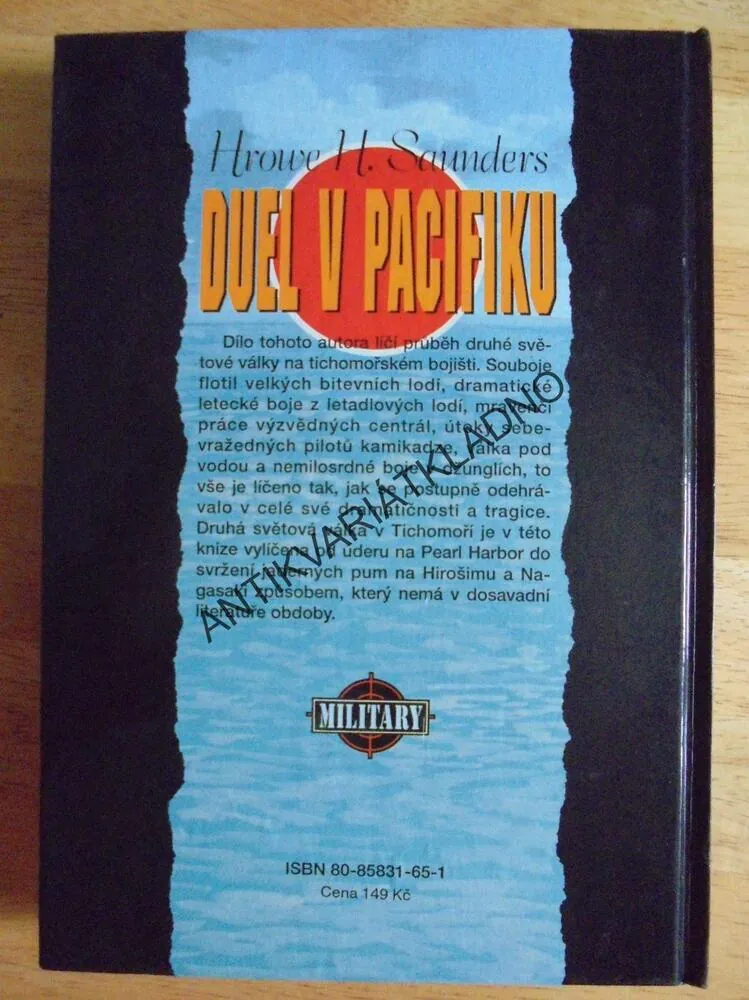 Hrowe H. Saunders
DUEL V PACIFIKU
Dílo tohoto autora líčí průběh druhé svě-
tové války na tichomořském bojišti. Souboje
flotil velkých bitevních lodí, dramatické
letecké boje z letadlových lodí, mravenčí
práce výzvědných centrál, útoky sebe-
vražedných pilotů kamikadze, válka pod
vodou a nemilosrdné boje v džunglích, to
vše je líčeno tak, jak se postupně odehrá-
valo v celé své dramatičnosti a tragice.
Druhá světová válka v Tichomoří je v této
knize vylíčena od úderu na Pearl Harbor do
svržení jaderných pum na Hirošimu a Na-
gasaki způsobem, který nemá v dosavadní
literatuře obdoby.
ANTIKVARIÁTKLADNO
MILITARY
ISBN 80-85831-65-1
Cena 149 Kč